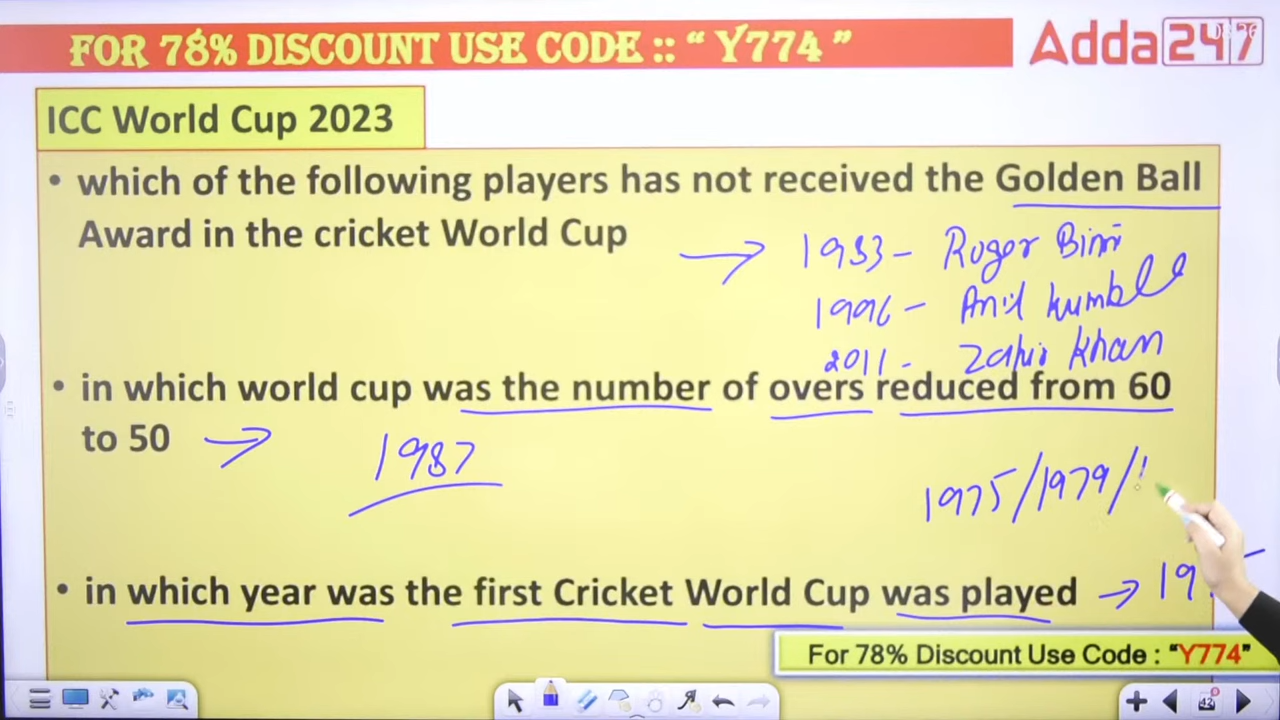 FOR 78% DISCOUNT USE CODE :: “ Y774 ”
Adda247
ICC World Cup 2023
• which of the following players has not received the Golden Ball
Award in the cricket World Cup
→ 1983 - Roger Bini
1996 - Anil Kumble
2011 - Zahir Khan
• in which world cup was the number of overs reduced from 60
to 50 → 1987
1975/1979/1
• in which year was the first Cricket World Cup was played → 19
For 78% Discount Use Code : “Y774”